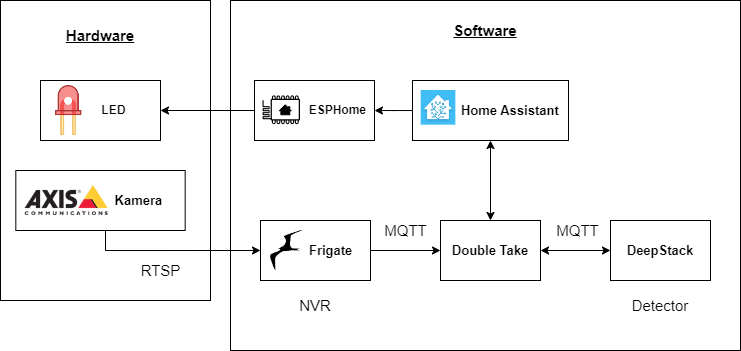 Hardware
Software
LED
ESPHome
Home Assistant
AXIS
COMMUNICATIONS
Kamera
RTSP
Frigate
NVR
MQTT
Double Take
MQTT
DeepStack
Detector